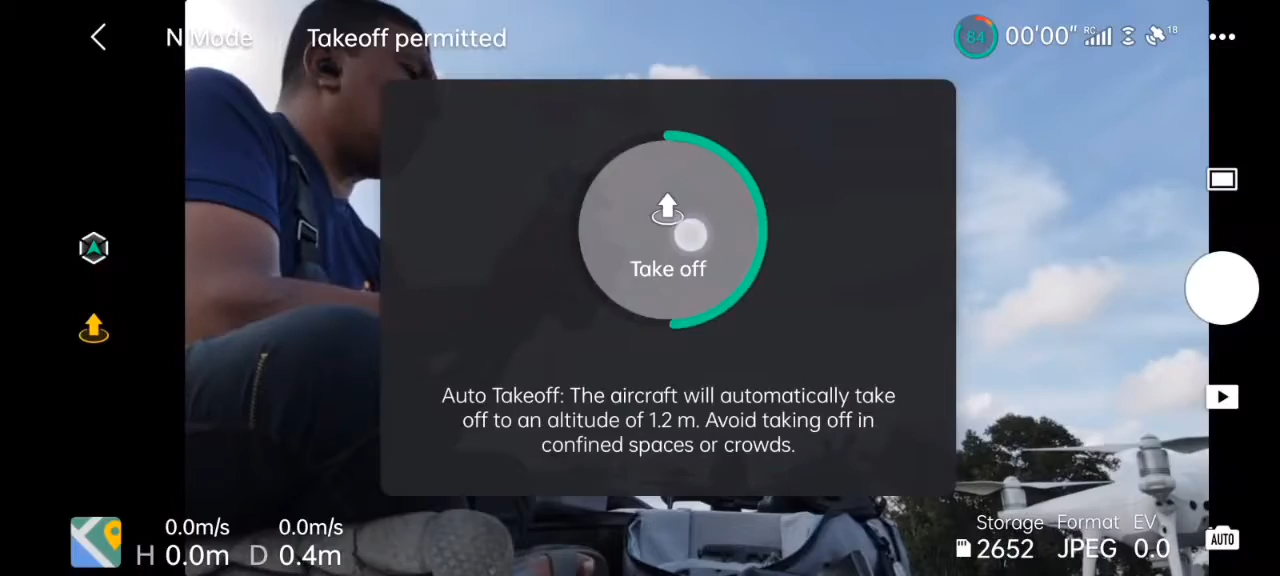 N Mode
Takeoff permitted
84
00'00"
RC
18
Take off
Auto Takeoff: The aircraft will automatically take
off to an altitude of 1.2 m. Avoid taking off in
confined spaces or crowds.
0.0m/s 0.0m/s
H 0.0m D 0.4m
Storage Format EV
2652 JPEG 0.0
AUTO